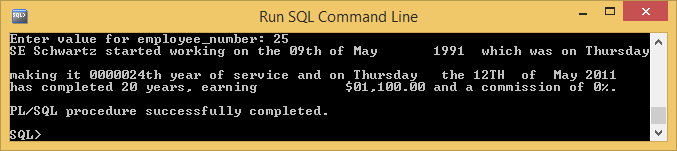 Run SQL Command Line
Enter value for employee_number: 25
SE Schwartz started working on the 09th of May       1991  which was on Thursday
making it 0000024th year of service and on Thursday   the 12TH  of  May 2011
has completed 20 years, earning           $01,100.00 and a commission of 0%.
PL/SQL procedure successfully completed.
SQL>